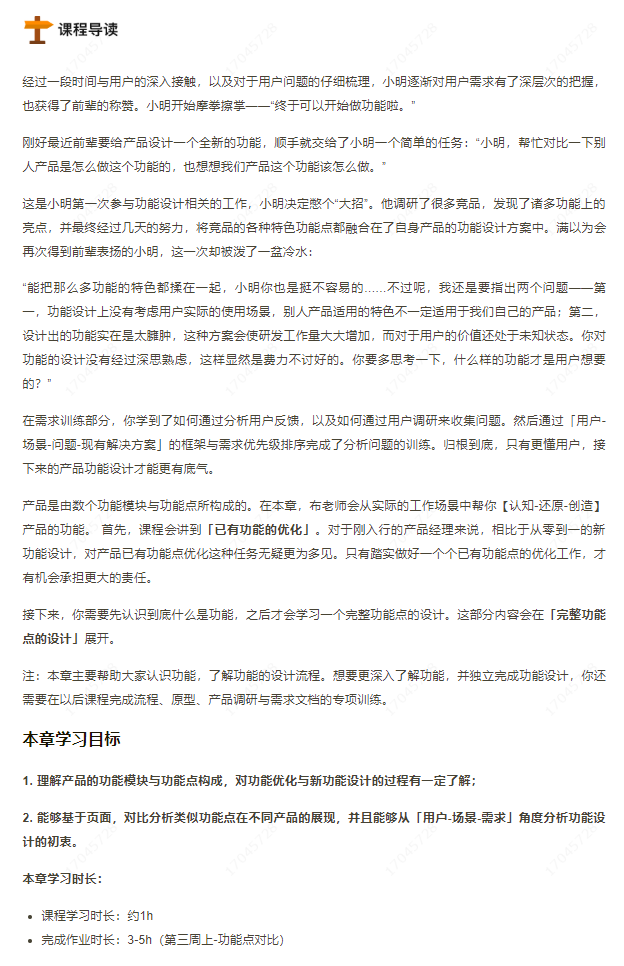 课程导读
经过一段时间与用户的深入接触，以及对于用户问题的仔细梳理，小明逐渐对用户需求有了深层次的把握，
也获得了前辈的称赞。小明开始摩拳擦掌——“终于可以开始做功能啦。”
刚好最近前辈要给产品设计一个全新的功能，顺手就交给了小明一个简单的任务：“小明，帮忙对比一下别
人产品是怎么做这个功能的，也想想我们产品这个功能该怎么做。”
这是小明第一次参与功能设计相关的工作，小明决定憋个“大招”。他调研了很多竞品，发现了诸多功能上的
亮点，并最终经过几天的努力，将竞品的各种特色功能点都融合在了自身产品的功能设计方案中。满以为会
再次得到前辈表扬的小明，这一次却被泼了一盆冷水：
“能把那么多功能的特色都揉在一起，小明你也是挺不容易的……不过呢，我还是要指出两个问题——第
一，功能设计上没有考虑用户实际的使用场景，别人产品适用的特色不一定适用于我们自己的产品；第二，
设计出的功能实在是太臃肿，这种方案会使研发工作量大大增加，而对于用户的价值还处于未知状态。你对
功能的设计没有经过深思熟虑，这样显然是费力不讨好的。你要多思考一下，什么样的功能才是用户想要
的？”
在需求训练部分，你学到了如何通过分析用户反馈，以及如何通过用户调研来收集问题。然后通过「用户-
场景-问题-现有解决方案」的框架与需求优先级排序完成了分析问题的训练。归根到底，只有更懂用户，接
下来的产品功能设计才能更有底气。
产品是由数个功能模块与功能点所构成的。在本章，布老师会从实际的工作场景中帮你【认知-还原-创造】
产品的功能。 首先，课程会讲到「已有功能的优化」。对于刚入行的产品经理来说，相比于从零到一的新
功能设计，对产品已有功能点优化这种任务无疑更为多见。只有踏实做好一个个已有功能点的优化工作，才
有机会承担更大的责任。
接下来，你需要先认识到底什么是功能，之后才会学习一个完整功能点的设计。这部分内容会在「完整功能
点的设计」展开。
注：本章主要帮助大家认识功能，了解功能的设计流程。想要更深入了解功能，并独立完成功能设计，你还
需要在以后课程完成流程、原型、产品调研与需求文档的专项训练。
本章学习目标
1. 理解产品的功能模块与功能点构成，对功能优化与新功能设计的过程有一定了解；
2. 能够基于页面，对比分析类似功能点在不同产品的展现，并且能够从「用户-场景-需求」角度分析功能设
计的初衷。
本章学习时长：
• 课程学习时长：约1h
• 完成作业时长：3-5h（第三周上-功能点对比）